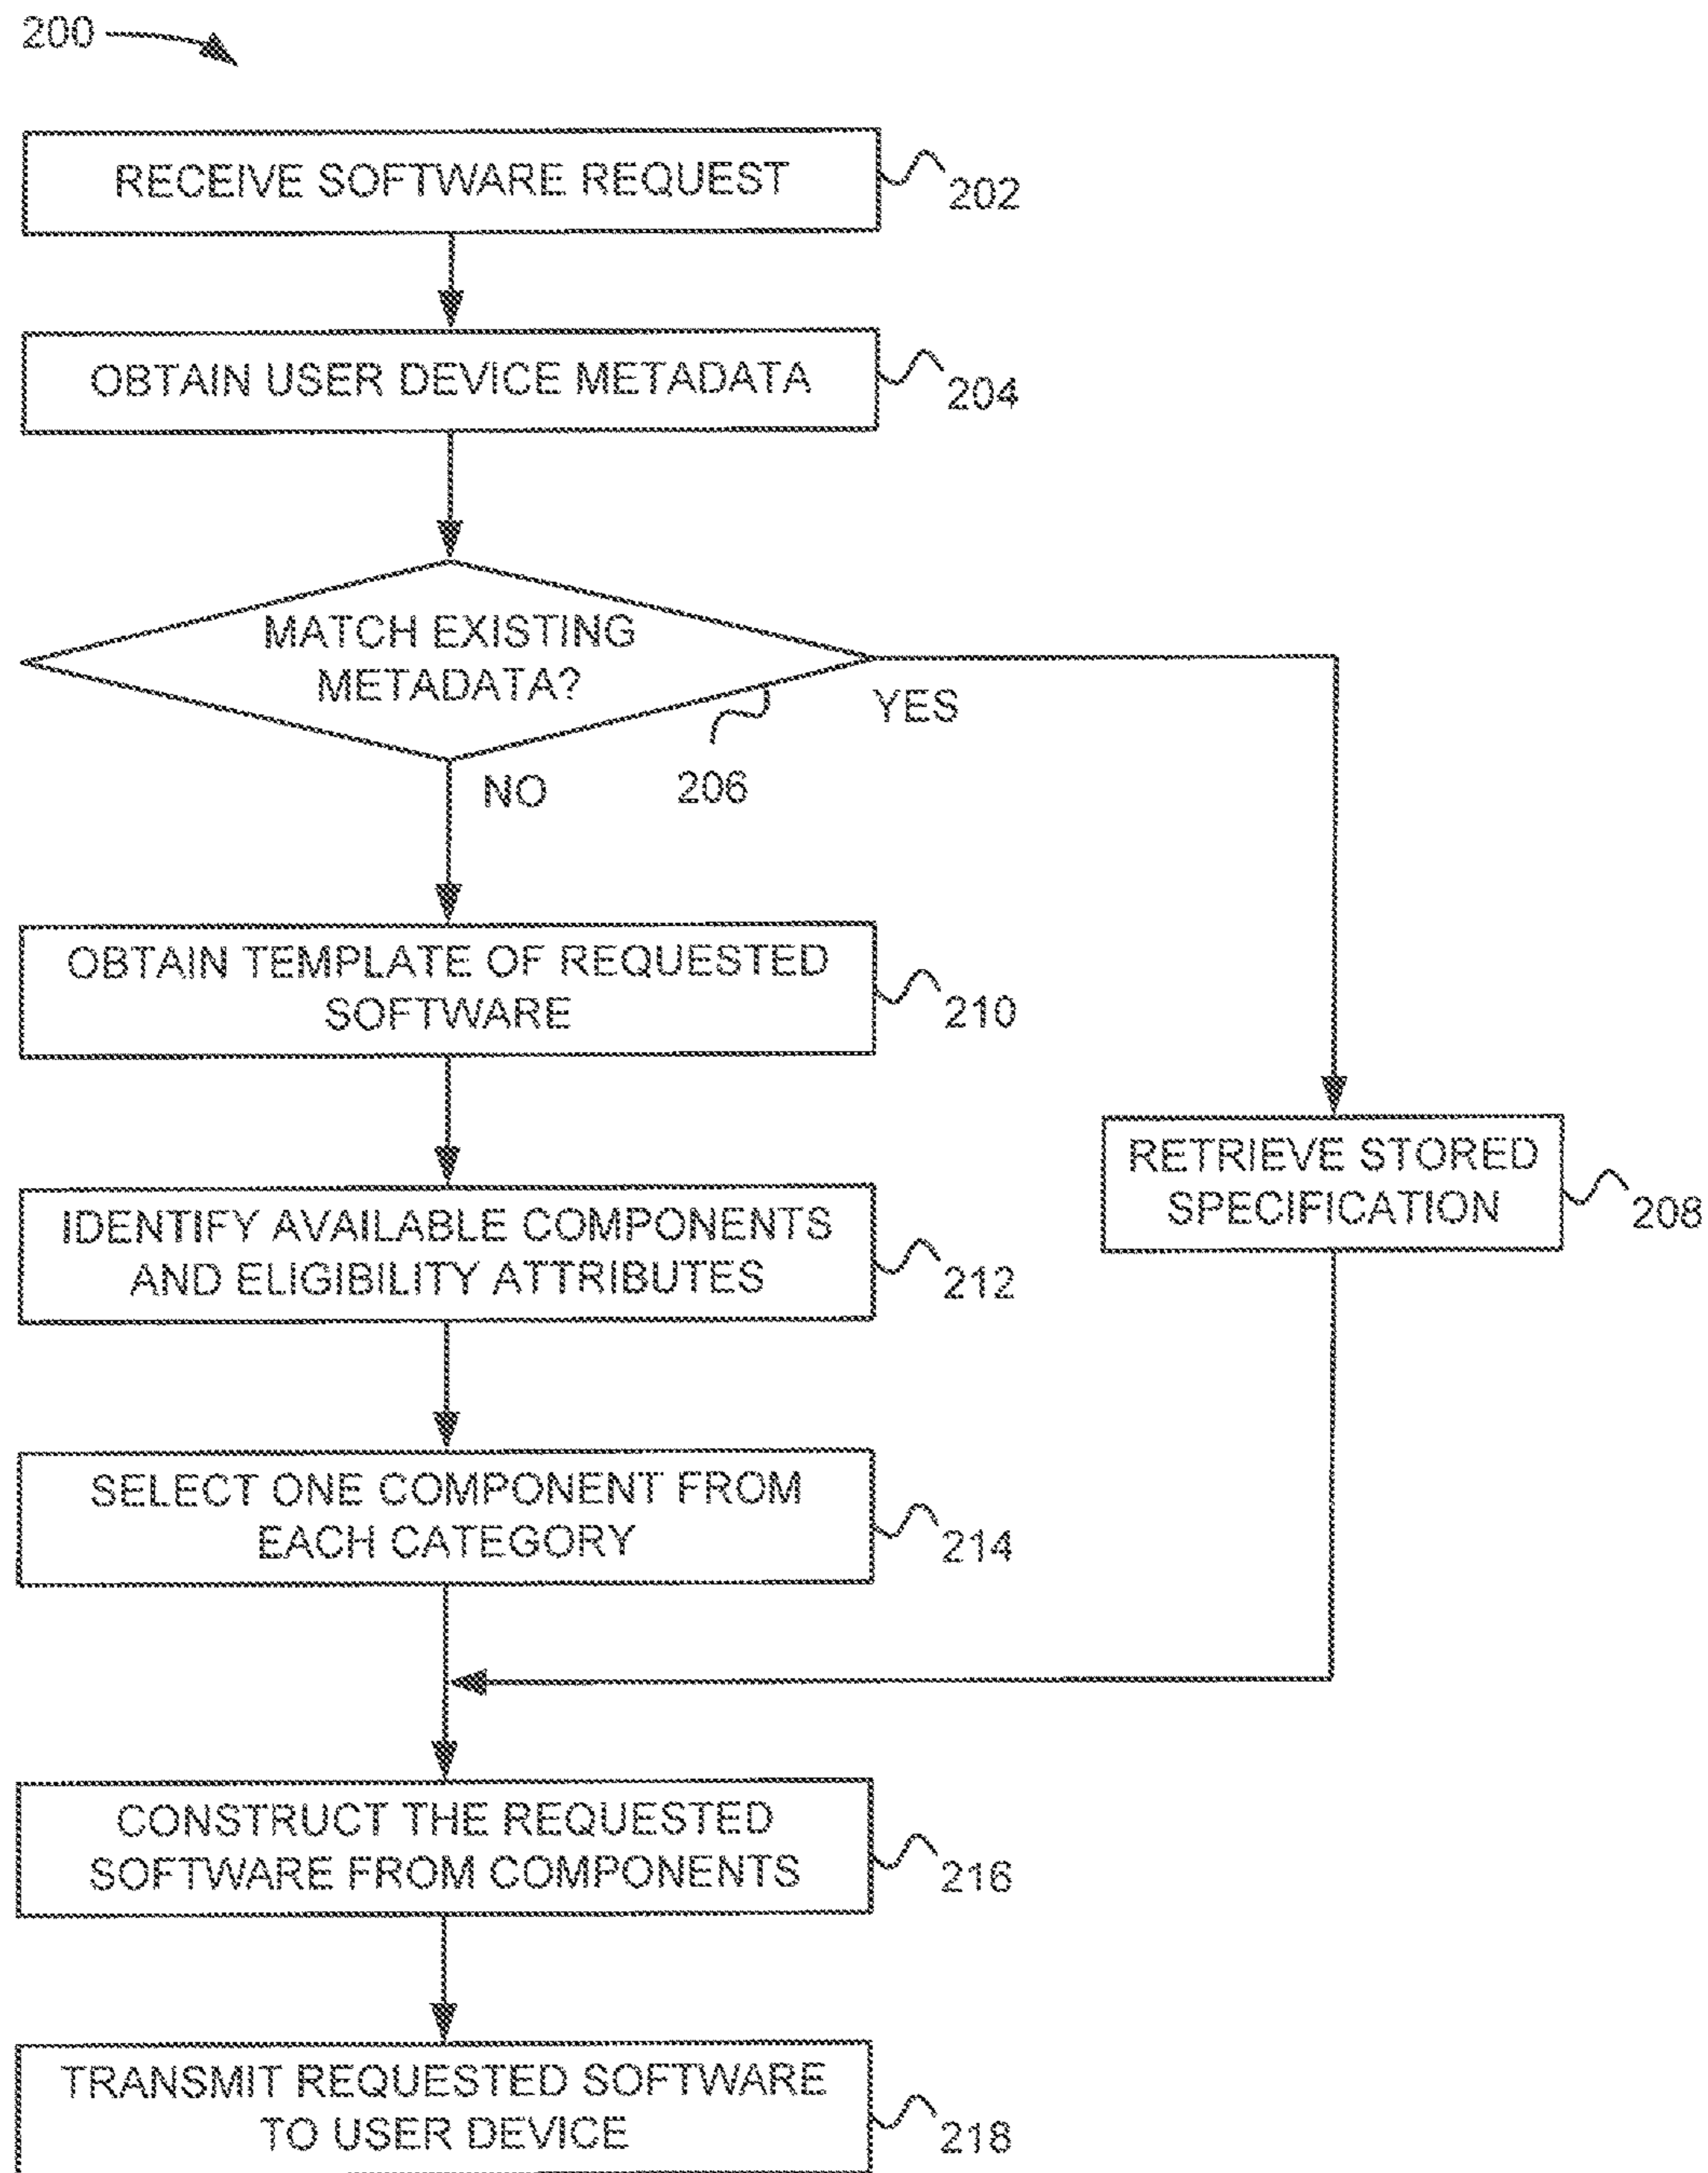 200
RECEIVE SOFTWARE REQUEST
202
OBTAIN USER DEVICE METADATA
204
MATCH EXISTING
METADATA?
YES
NO
206
OBTAIN TEMPLATE OF REQUESTED
SOFTWARE
210
RETRIEVE STORED
SPECIFICATION
208
IDENTIFY AVAILABLE COMPONENTS
AND ELIGIBILITY ATTRIBUTES
212
SELECT ONE COMPONENT FROM
EACH CATEGORY
214
CONSTRUCT THE REQUESTED
SOFTWARE FROM COMPONENTS
216
TRANSMIT REQUESTED SOFTWARE
TO USER DEVICE
218